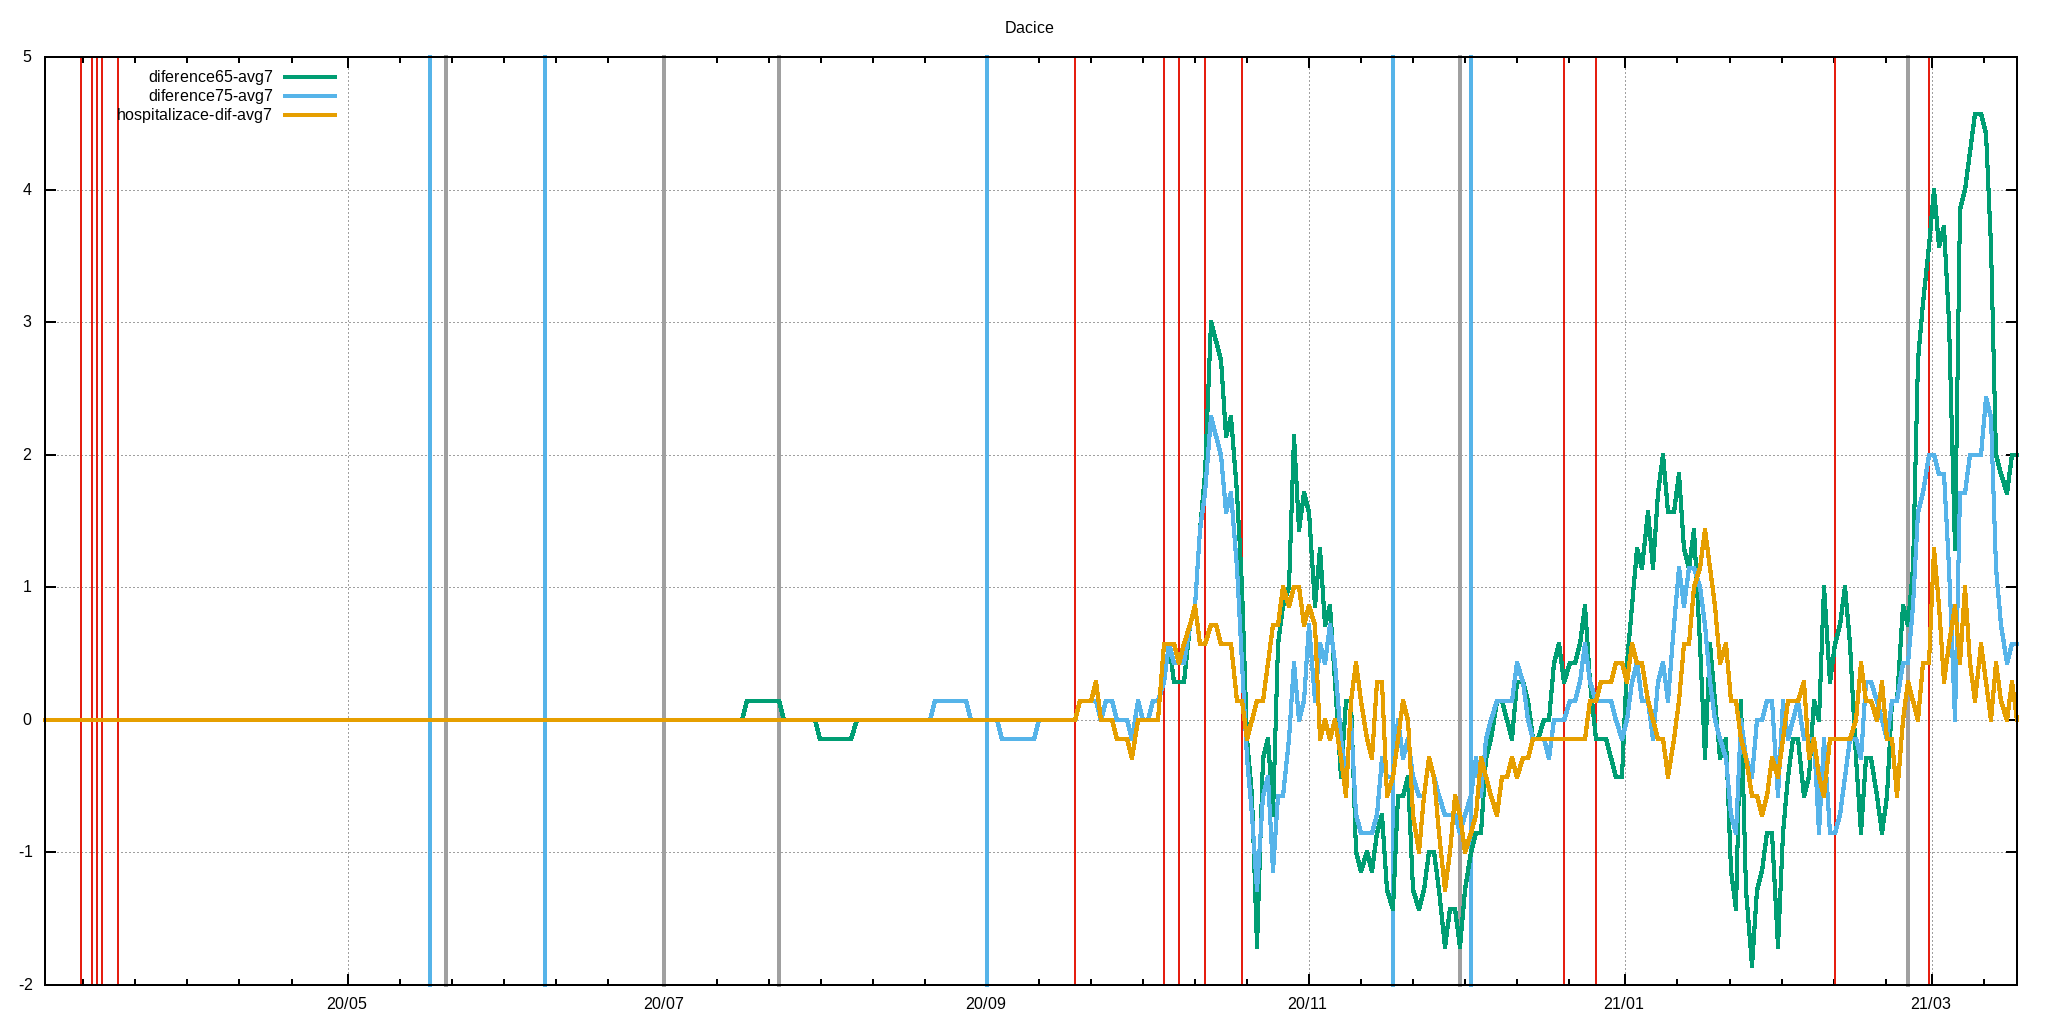 Dacice
5
diference65-avg7
diference75-avg7
hospitalizace-dif-avg7
4
3
2
1
0
-1
-2
20/05 20/07 20/09 20/11 21/01 21/03